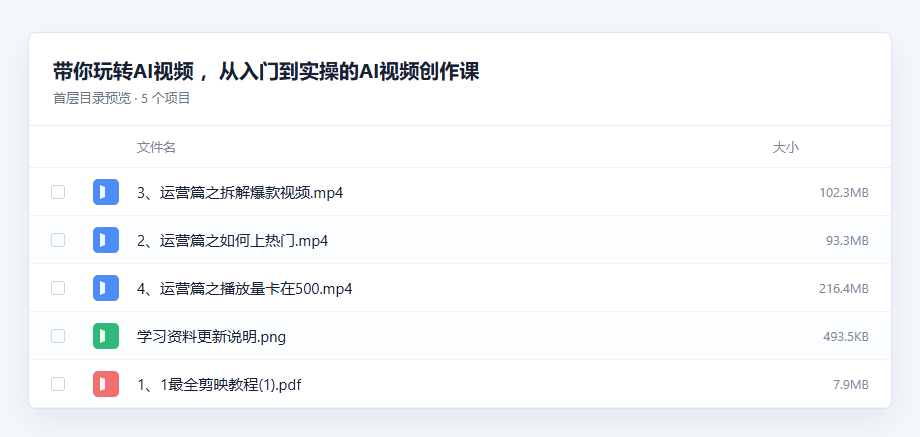 带你玩转AI视频 ，从入门到实操的AI视频创作课
首层目录预览 · 5 个项目
文件名 大小
3、运营篇之拆解爆款视频.mp4 102.3MB
2、运营篇之如何上热门.mp4 93.3MB
4、运营篇之播放量卡在500.mp4 216.4MB
学习资料更新说明.png 493.5KB
1、1最全剪映教程(1).pdf 7.9MB